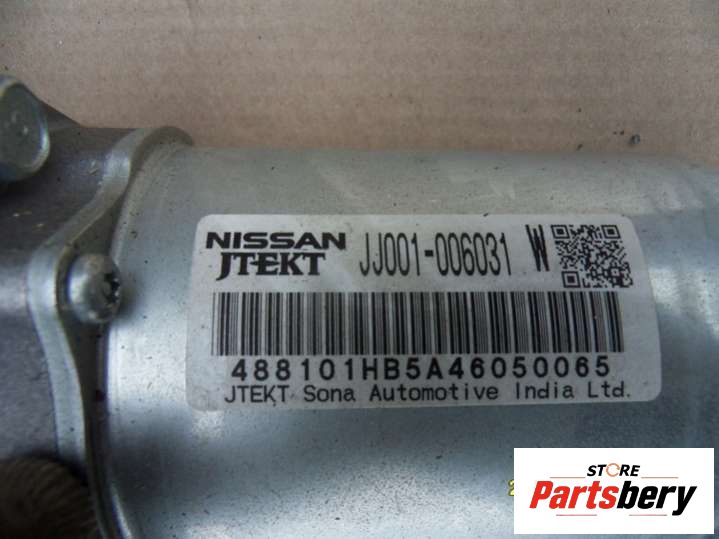 NISSAN JJ001-006031 W
JTEKT
488101HB5A46050065
JTEKT Sona Automotive India Ltd.
STORE
Partsbery